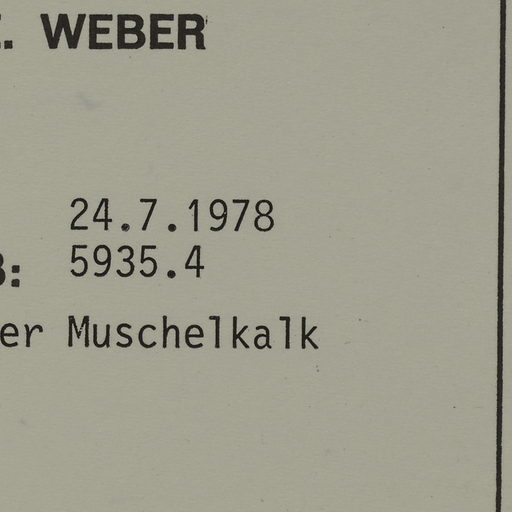 . WEBER
24.7.1978
: 5935.4
er Muschelkalk